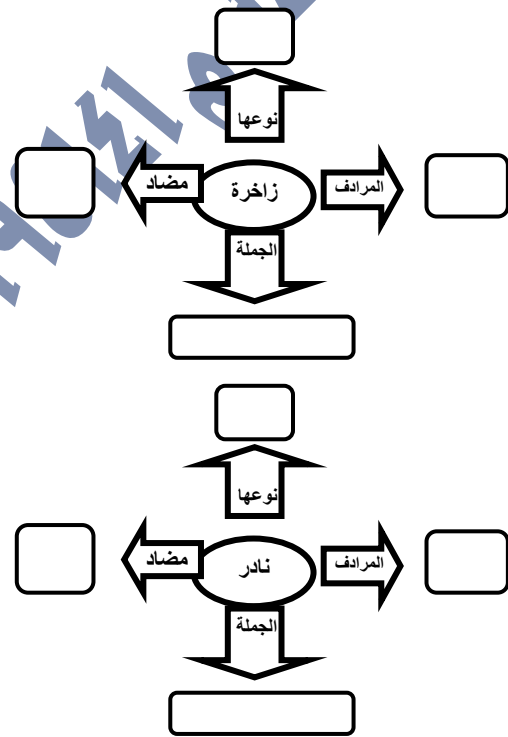 نوعها
المرادف
زاخرة
مضاد
الجملة
نوعها
المرادف
نادر
مضاد
الجملة